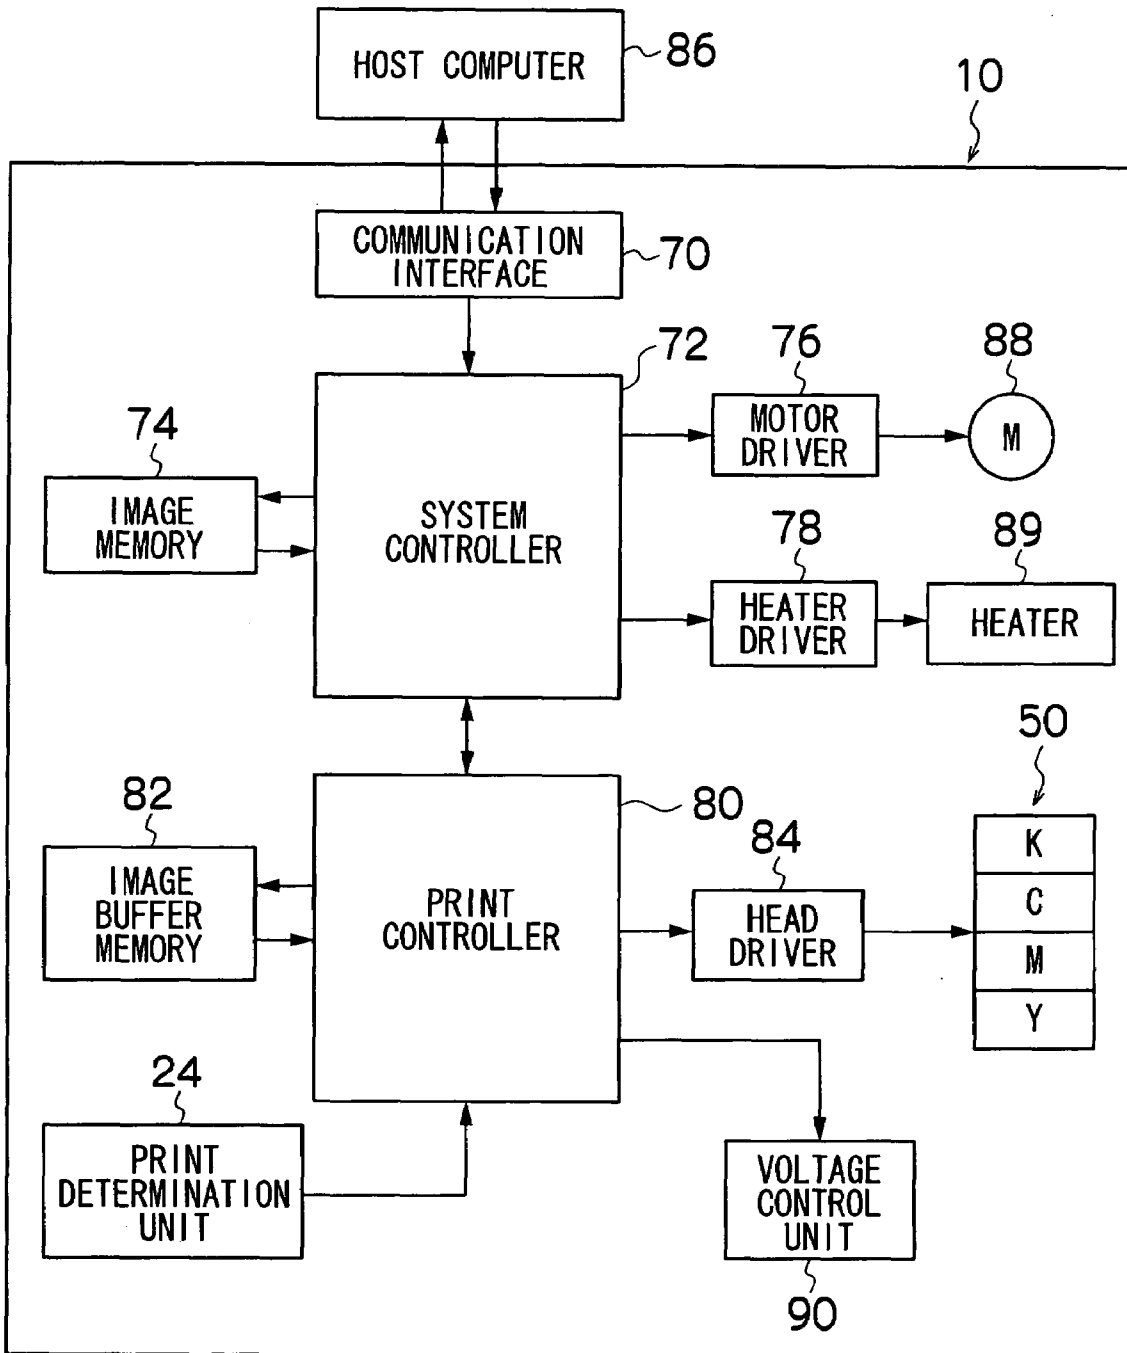 HOST COMPUTER
86
10
COMMUNICATION
INTERFACE
70
72
76
88
MOTOR
DRIVER
M
74
IMAGE
MEMORY
SYSTEM
CONTROLLER
78
89
HEATER
DRIVER
HEATER
50
82
80
84
K
C
M
Y
IMAGE
BUFFER
MEMORY
PRINT
CONTROLLER
HEAD
DRIVER
24
PRINT
DETERMINATION
UNIT
VOLTAGE
CONTROL
UNIT
90